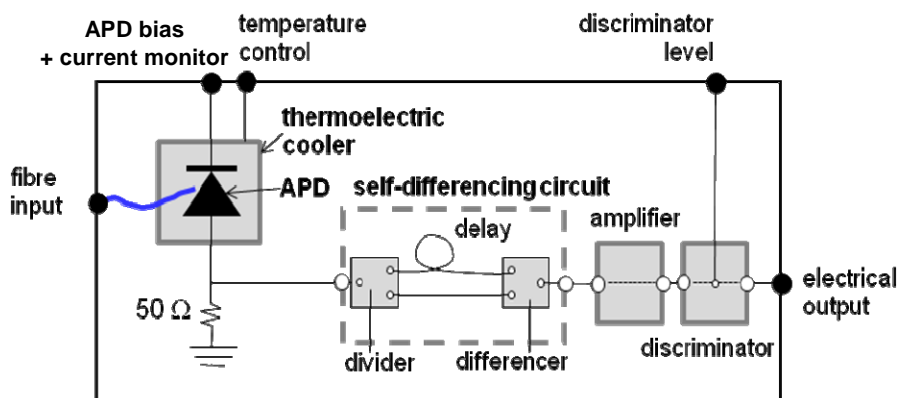 APD bias
+ current monitor
temperature
control
discriminator
level
thermoelectric
cooler
fibre
input
APD
self-differencing circuit
delay
amplifier
50 Ω
electrical
output
divider
differencer
discriminator